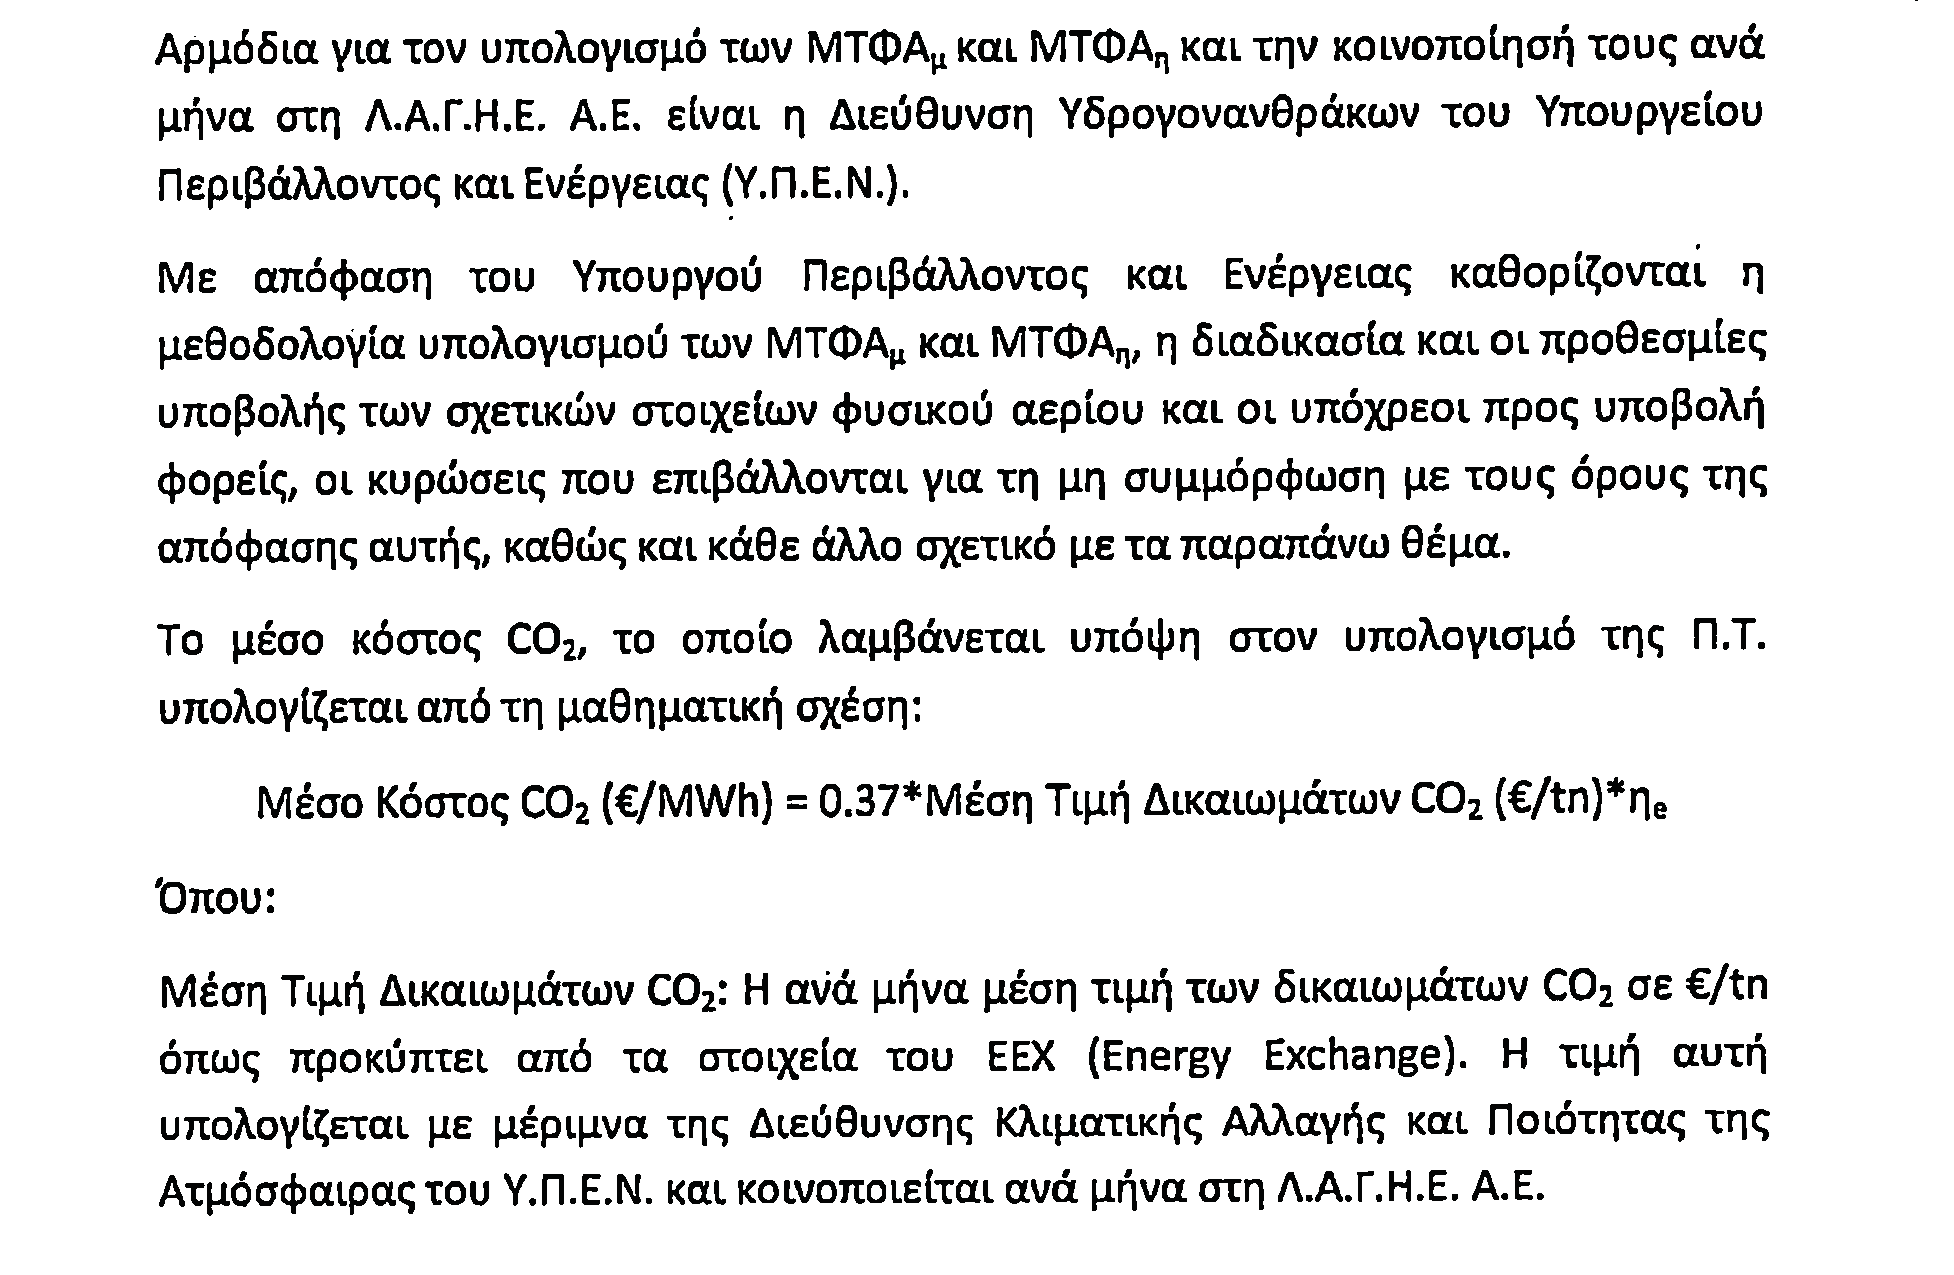 Αρμόδια για τον υπολογισμό των ΜΤΦΑμ και ΜΤΦΑη και την κοινοποίησή τους ανά
μήνα στη Λ.Α.Γ.Η.Ε. Α.Ε. είναι η Διεύθυνση Υδρογονανθράκων του Υπουργείου
Περιβάλλοντος και Ενέργειας (Υ.Π.Ε.Ν.).
Με απόφαση του Υπουργού Περιβάλλοντος και Ενέργειας καθορίζονται η
μεθοδολογία υπολογισμού των ΜΤΦΑμ και ΜΤΦΑη, η διαδικασία και οι προθεσμίες
υποβολής των σχετικών στοιχείων φυσικού αερίου και οι υπόχρεοι προς υποβολή
φορείς, οι κυρώσεις που επιβάλλονται για τη μη συμμόρφωση με τους όρους της
απόφασης αυτής, καθώς και κάθε άλλο σχετικό με τα παραπάνω θέμα.
Το μέσο κόστος CO₂, το οποίο λαμβάνεται υπόψη στον υπολογισμό της Π.Τ.
υπολογίζεται από τη μαθηματική σχέση:
Μέσο Κόστος CO₂ (€/MWh) = 0.37*Μέση Τιμή Δικαιωμάτων CO₂ (€/tn)*ηₑ
Όπου:
Μέση Τιμή Δικαιωμάτων CO₂: Η ανά μήνα μέση τιμή των δικαιωμάτων CO₂ σε €/tn
όπως προκύπτει από τα στοιχεία του EEX (Energy Exchange). Η τιμή αυτή
υπολογίζεται με μέριμνα της Διεύθυνσης Κλιματικής Αλλαγής και Ποιότητας της
Ατμόσφαιρας του Υ.Π.Ε.Ν. και κοινοποιείται ανά μήνα στη Λ.Α.Γ.Η.Ε. Α.Ε.